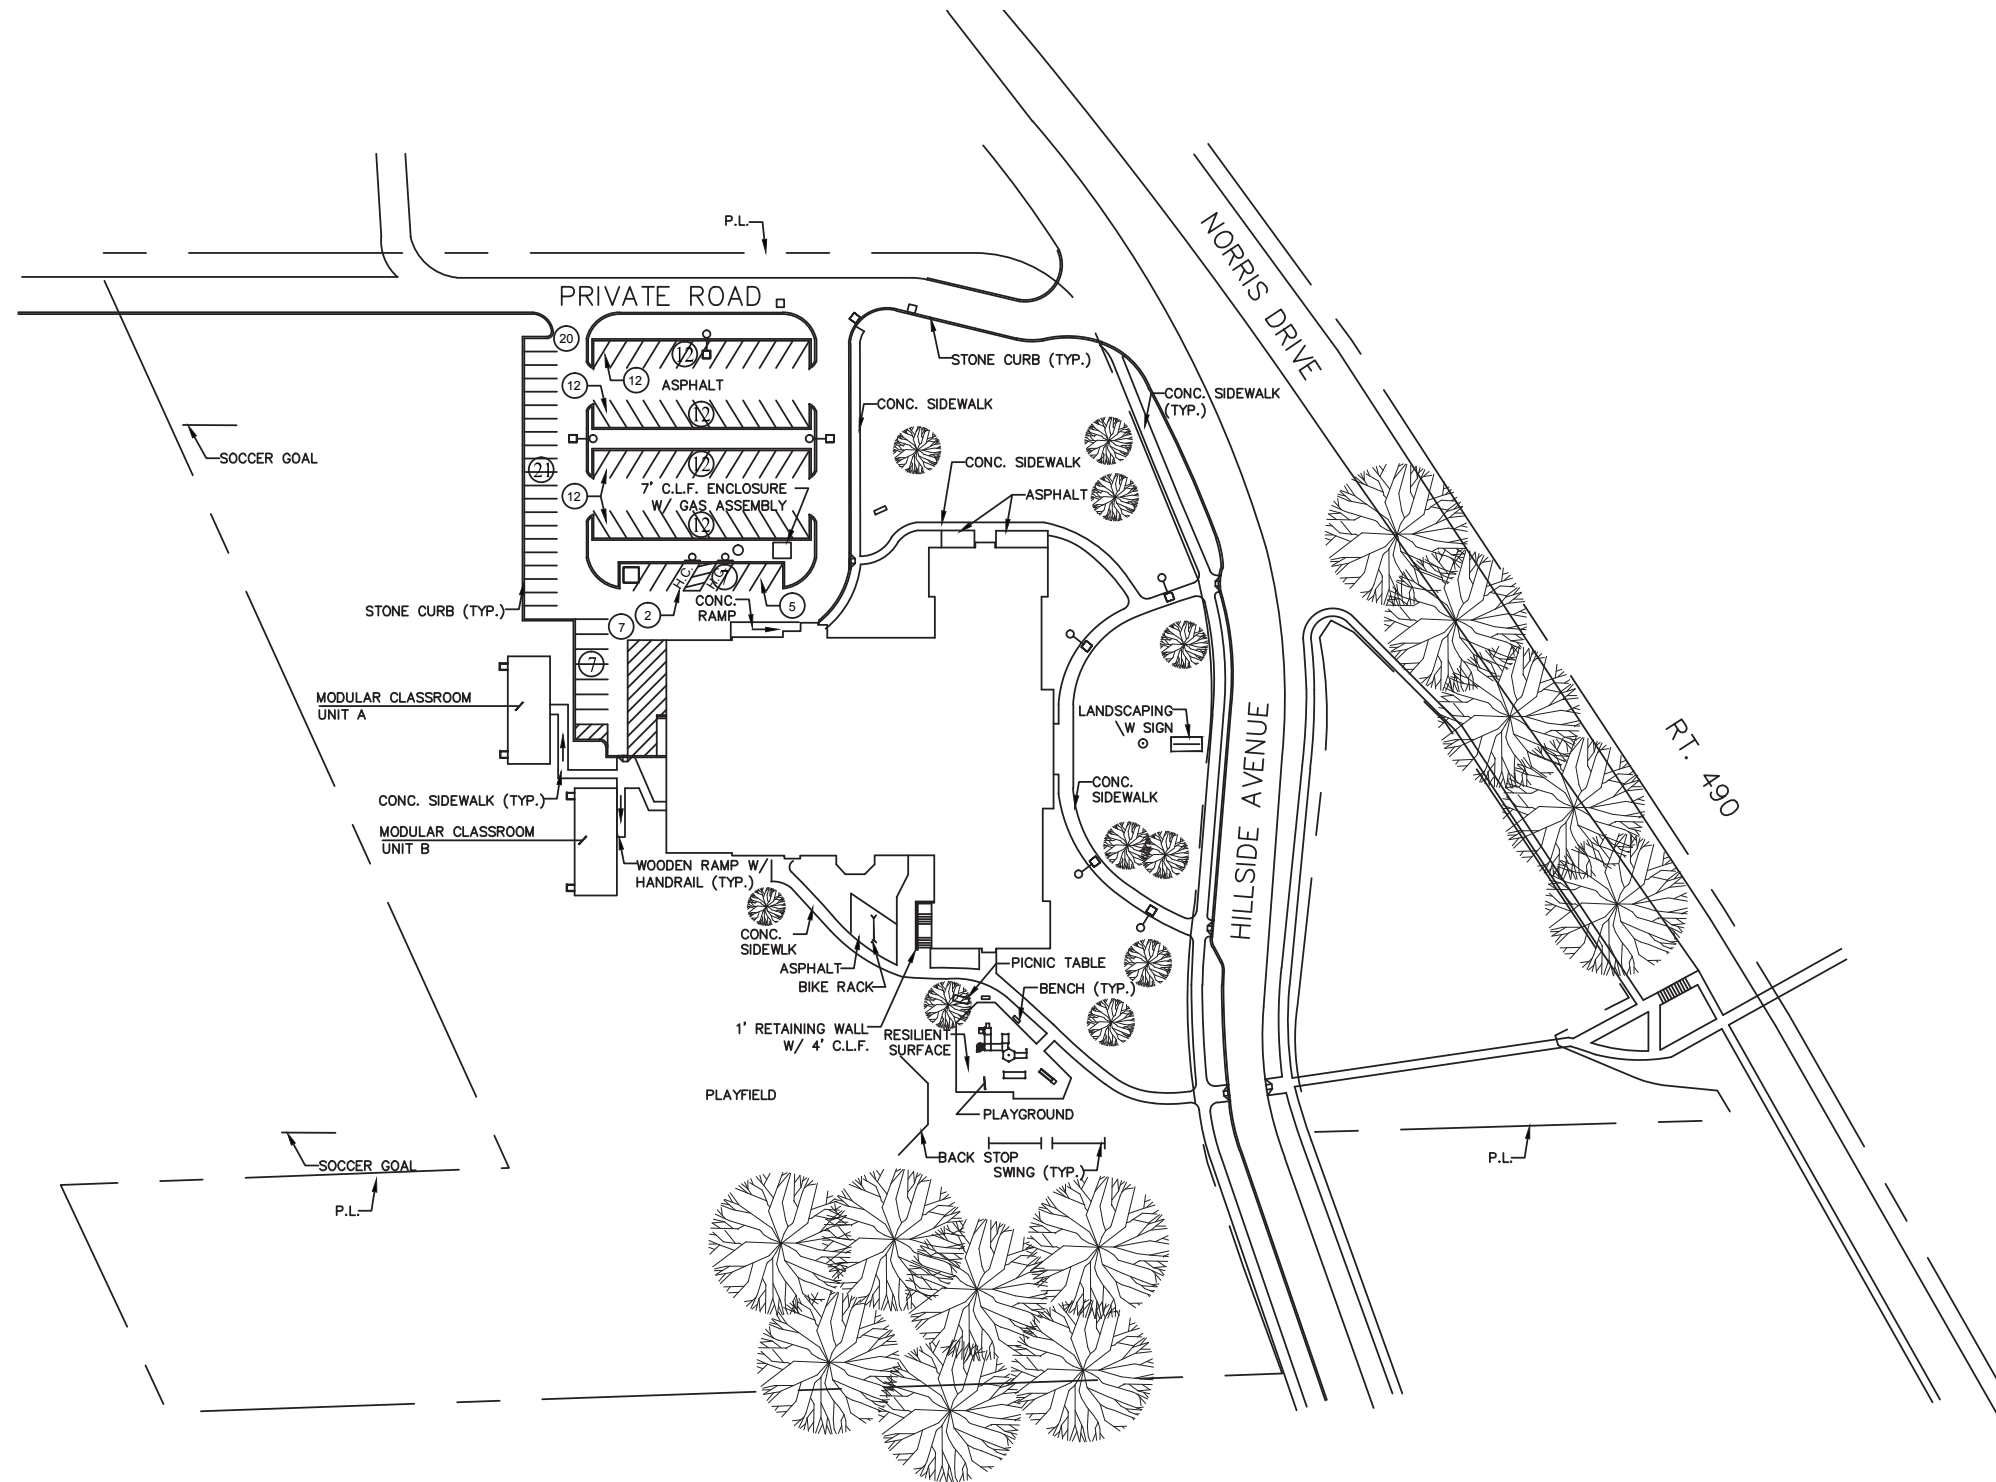 P.L.
NORRIS DRIVE
PRIVATE ROAD
20
12
12
ASPHALT
12
STONE CURB (TYP.)
CONC. SIDEWALK
(TYP.)
CONC. SIDEWALK
12
SOCCER GOAL
21
12
CONC. SIDEWALK
7' C.L.F. ENCLOSURE
W/ GAS ASSEMBLY
12
ASPHALT
12
H.C.
H.C.
7
CONC.
RAMP
5
2
STONE CURB (TYP.)
7
7
MODULAR CLASSROOM
UNIT A
LANDSCAPING
\W SIGN
HILLSIDE AVENUE
RT. 490
CONC.
SIDEWALK
CONC. SIDEWALK (TYP.)
MODULAR CLASSROOM
UNIT B
WOODEN RAMP W/
HANDRAIL (TYP.)
CONC.
SIDEWLK
ASPHALT
BIKE RACK
PICNIC TABLE
BENCH (TYP.)
1' RETAINING WALL
W/ 4' C.L.F.
RESILIENT
SURFACE
PLAYFIELD
PLAYGROUND
BACK STOP
SWING (TYP.)
P.L.
SOCCER GOAL
P.L.